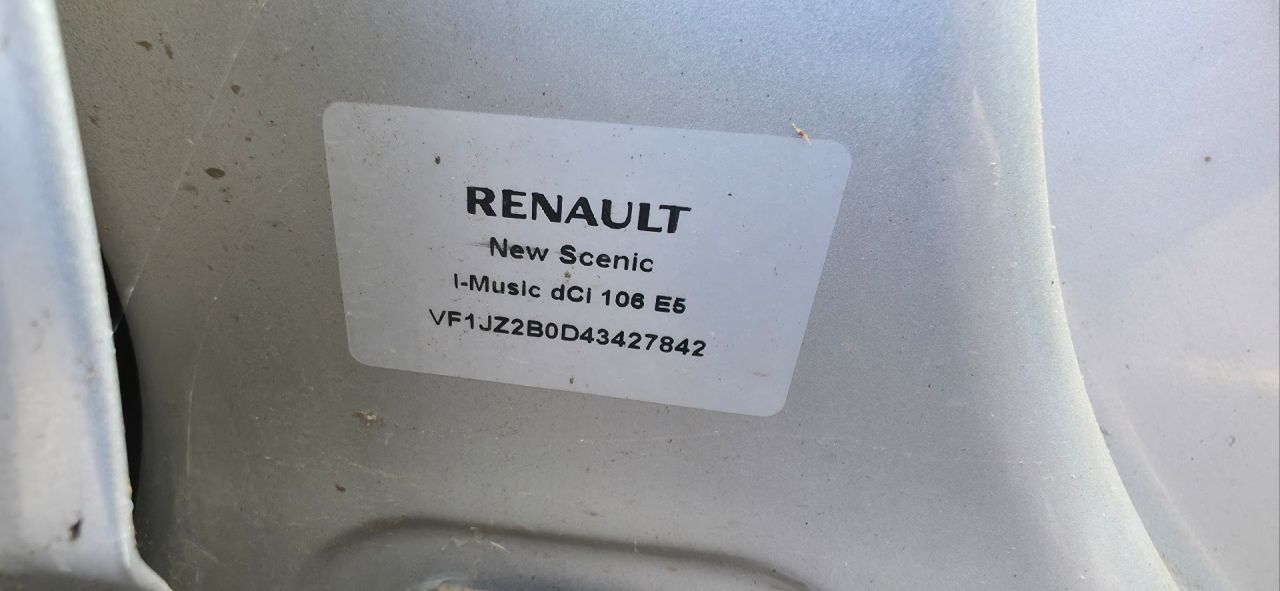 RENAULT
New Scenic
I-Music dCi 106 E5
VF1JZ2B0D43427842